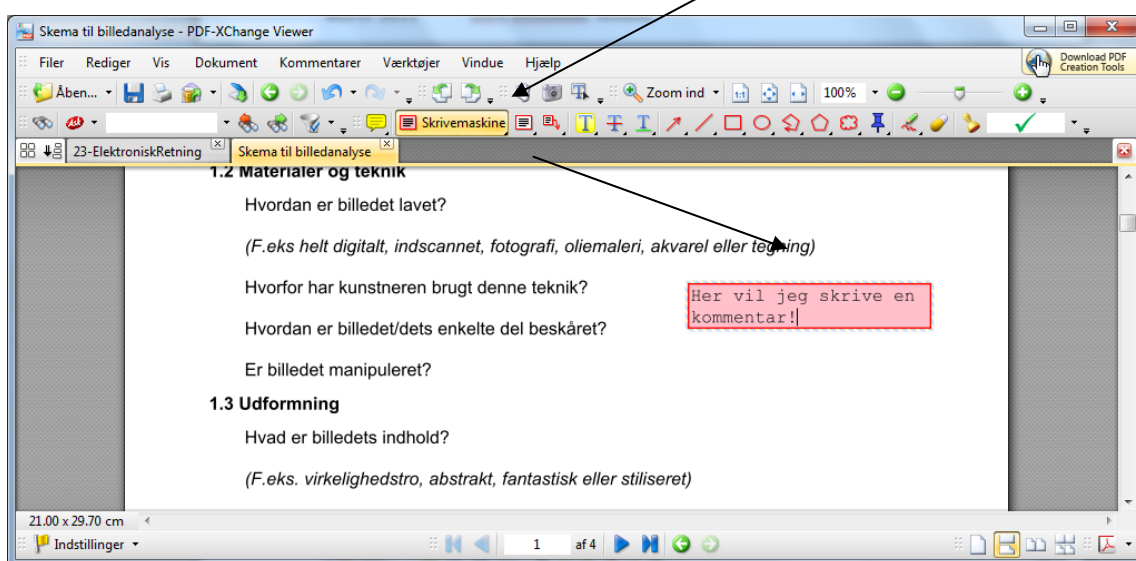 Skema til billedanalyse - PDF-XChange Viewer
Filer Rediger Vis Dokument Kommentarer Værktøjer Vindue Hjælp
Download PDF
Creation Tools
Åben... Zoom ind 1:1 100%
Skrivemaskine T T T
23-ElektroniskRetning Skema til billedanalyse
1.2 Materialer og teknik
Hvordan er billedet lavet?
(F.eks helt digitalt, indscannet, fotografi, oliemaleri, akvarel eller tegning)
Hvorfor har kunstneren brugt denne teknik?
Her vil jeg skrive en
kommentar!
Hvordan er billedet/dets enkelte del beskåret?
Er billedet manipuleret?
1.3 Udformning
Hvad er billedets indhold?
(F.eks. virkelighedstro, abstrakt, fantastisk eller stiliseret)
21.00 x 29.70 cm
Indstillinger 1 af 4